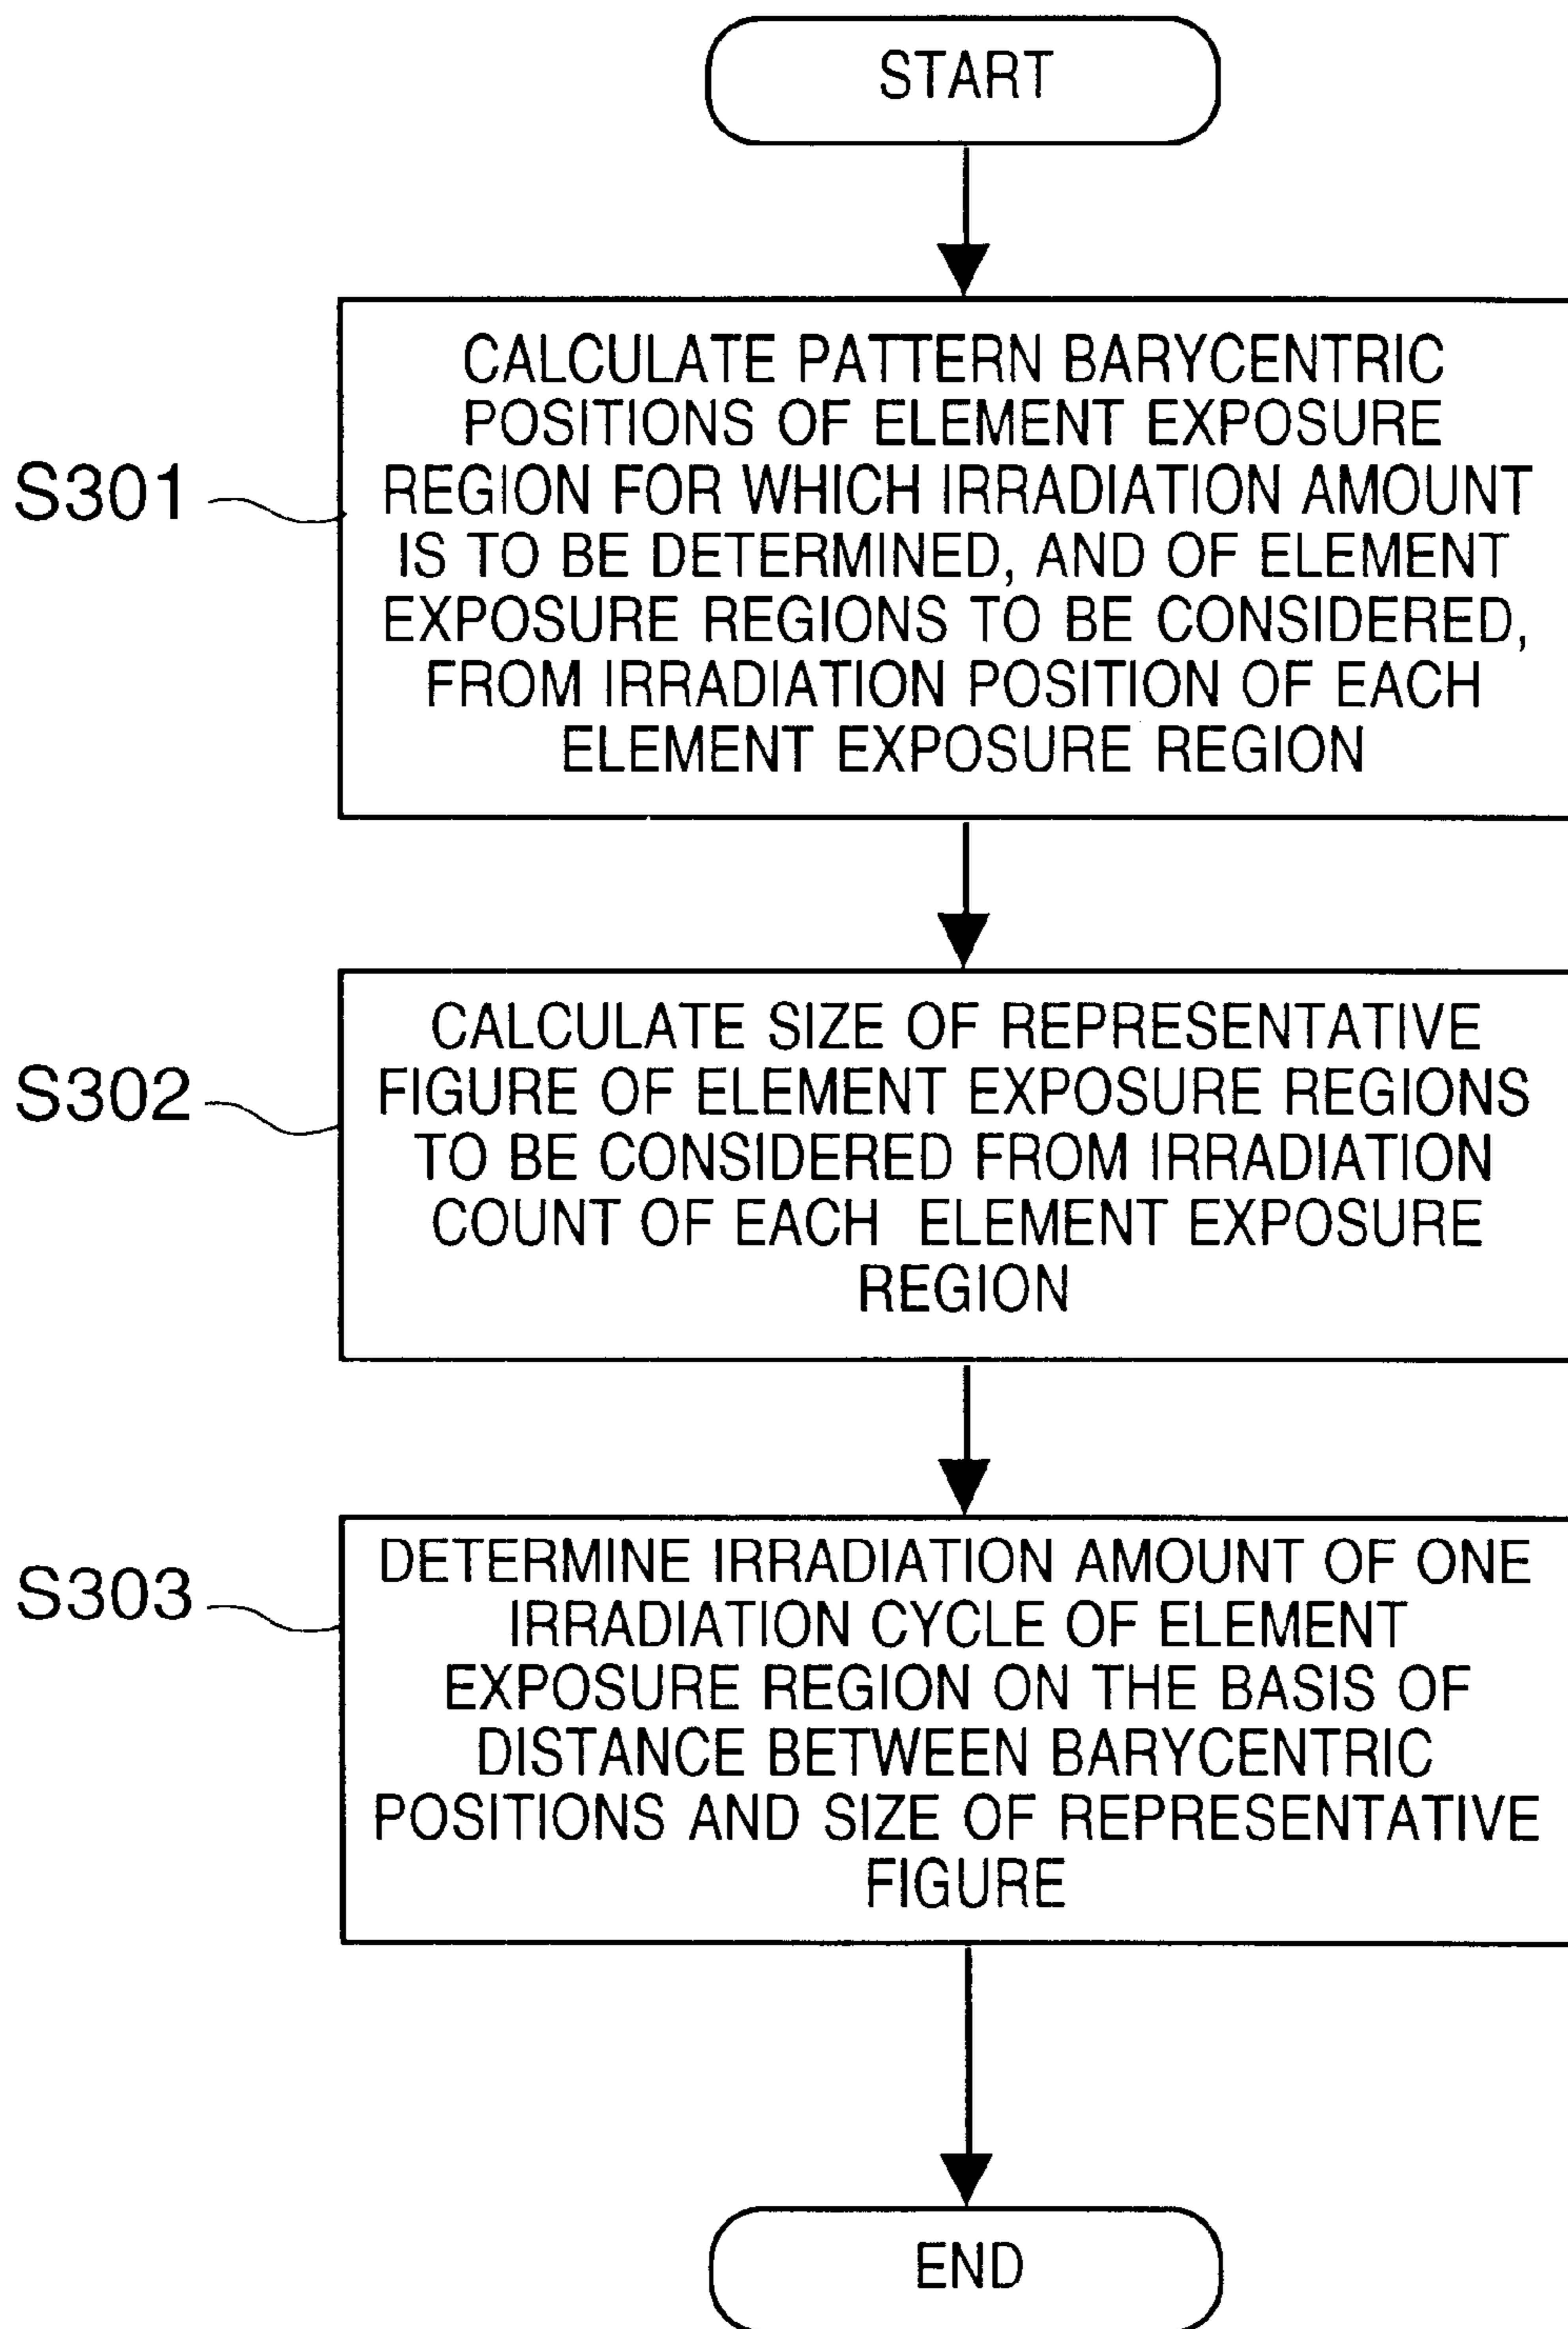 START
S301
CALCULATE PATTERN BARYCENTRIC
POSITIONS OF ELEMENT EXPOSURE
REGION FOR WHICH IRRADIATION AMOUNT
IS TO BE DETERMINED, AND OF ELEMENT
EXPOSURE REGIONS TO BE CONSIDERED,
FROM IRRADIATION POSITION OF EACH
ELEMENT EXPOSURE REGION
S302
CALCULATE SIZE OF REPRESENTATIVE
FIGURE OF ELEMENT EXPOSURE REGIONS
TO BE CONSIDERED FROM IRRADIATION
COUNT OF EACH ELEMENT EXPOSURE
REGION
S303
DETERMINE IRRADIATION AMOUNT OF ONE
IRRADIATION CYCLE OF ELEMENT
EXPOSURE REGION ON THE BASIS OF
DISTANCE BETWEEN BARYCENTRIC
POSITIONS AND SIZE OF REPRESENTATIVE
FIGURE
END